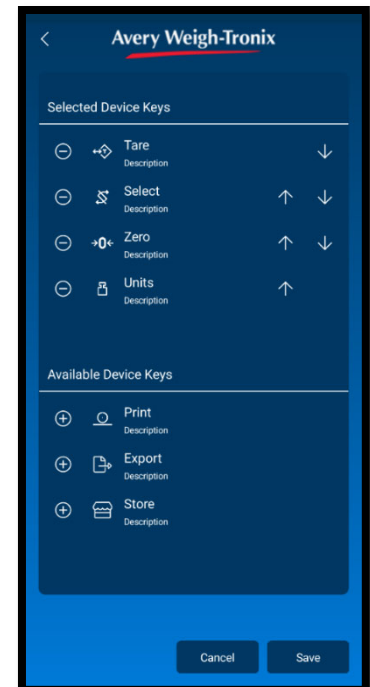 Avery Weigh-Tronix
Selected Device Keys
Tare
Description
Select
Description
→0←
Zero
Description
Units
Description
Available Device Keys
Print
Description
Export
Description
Store
Description
Cancel Save